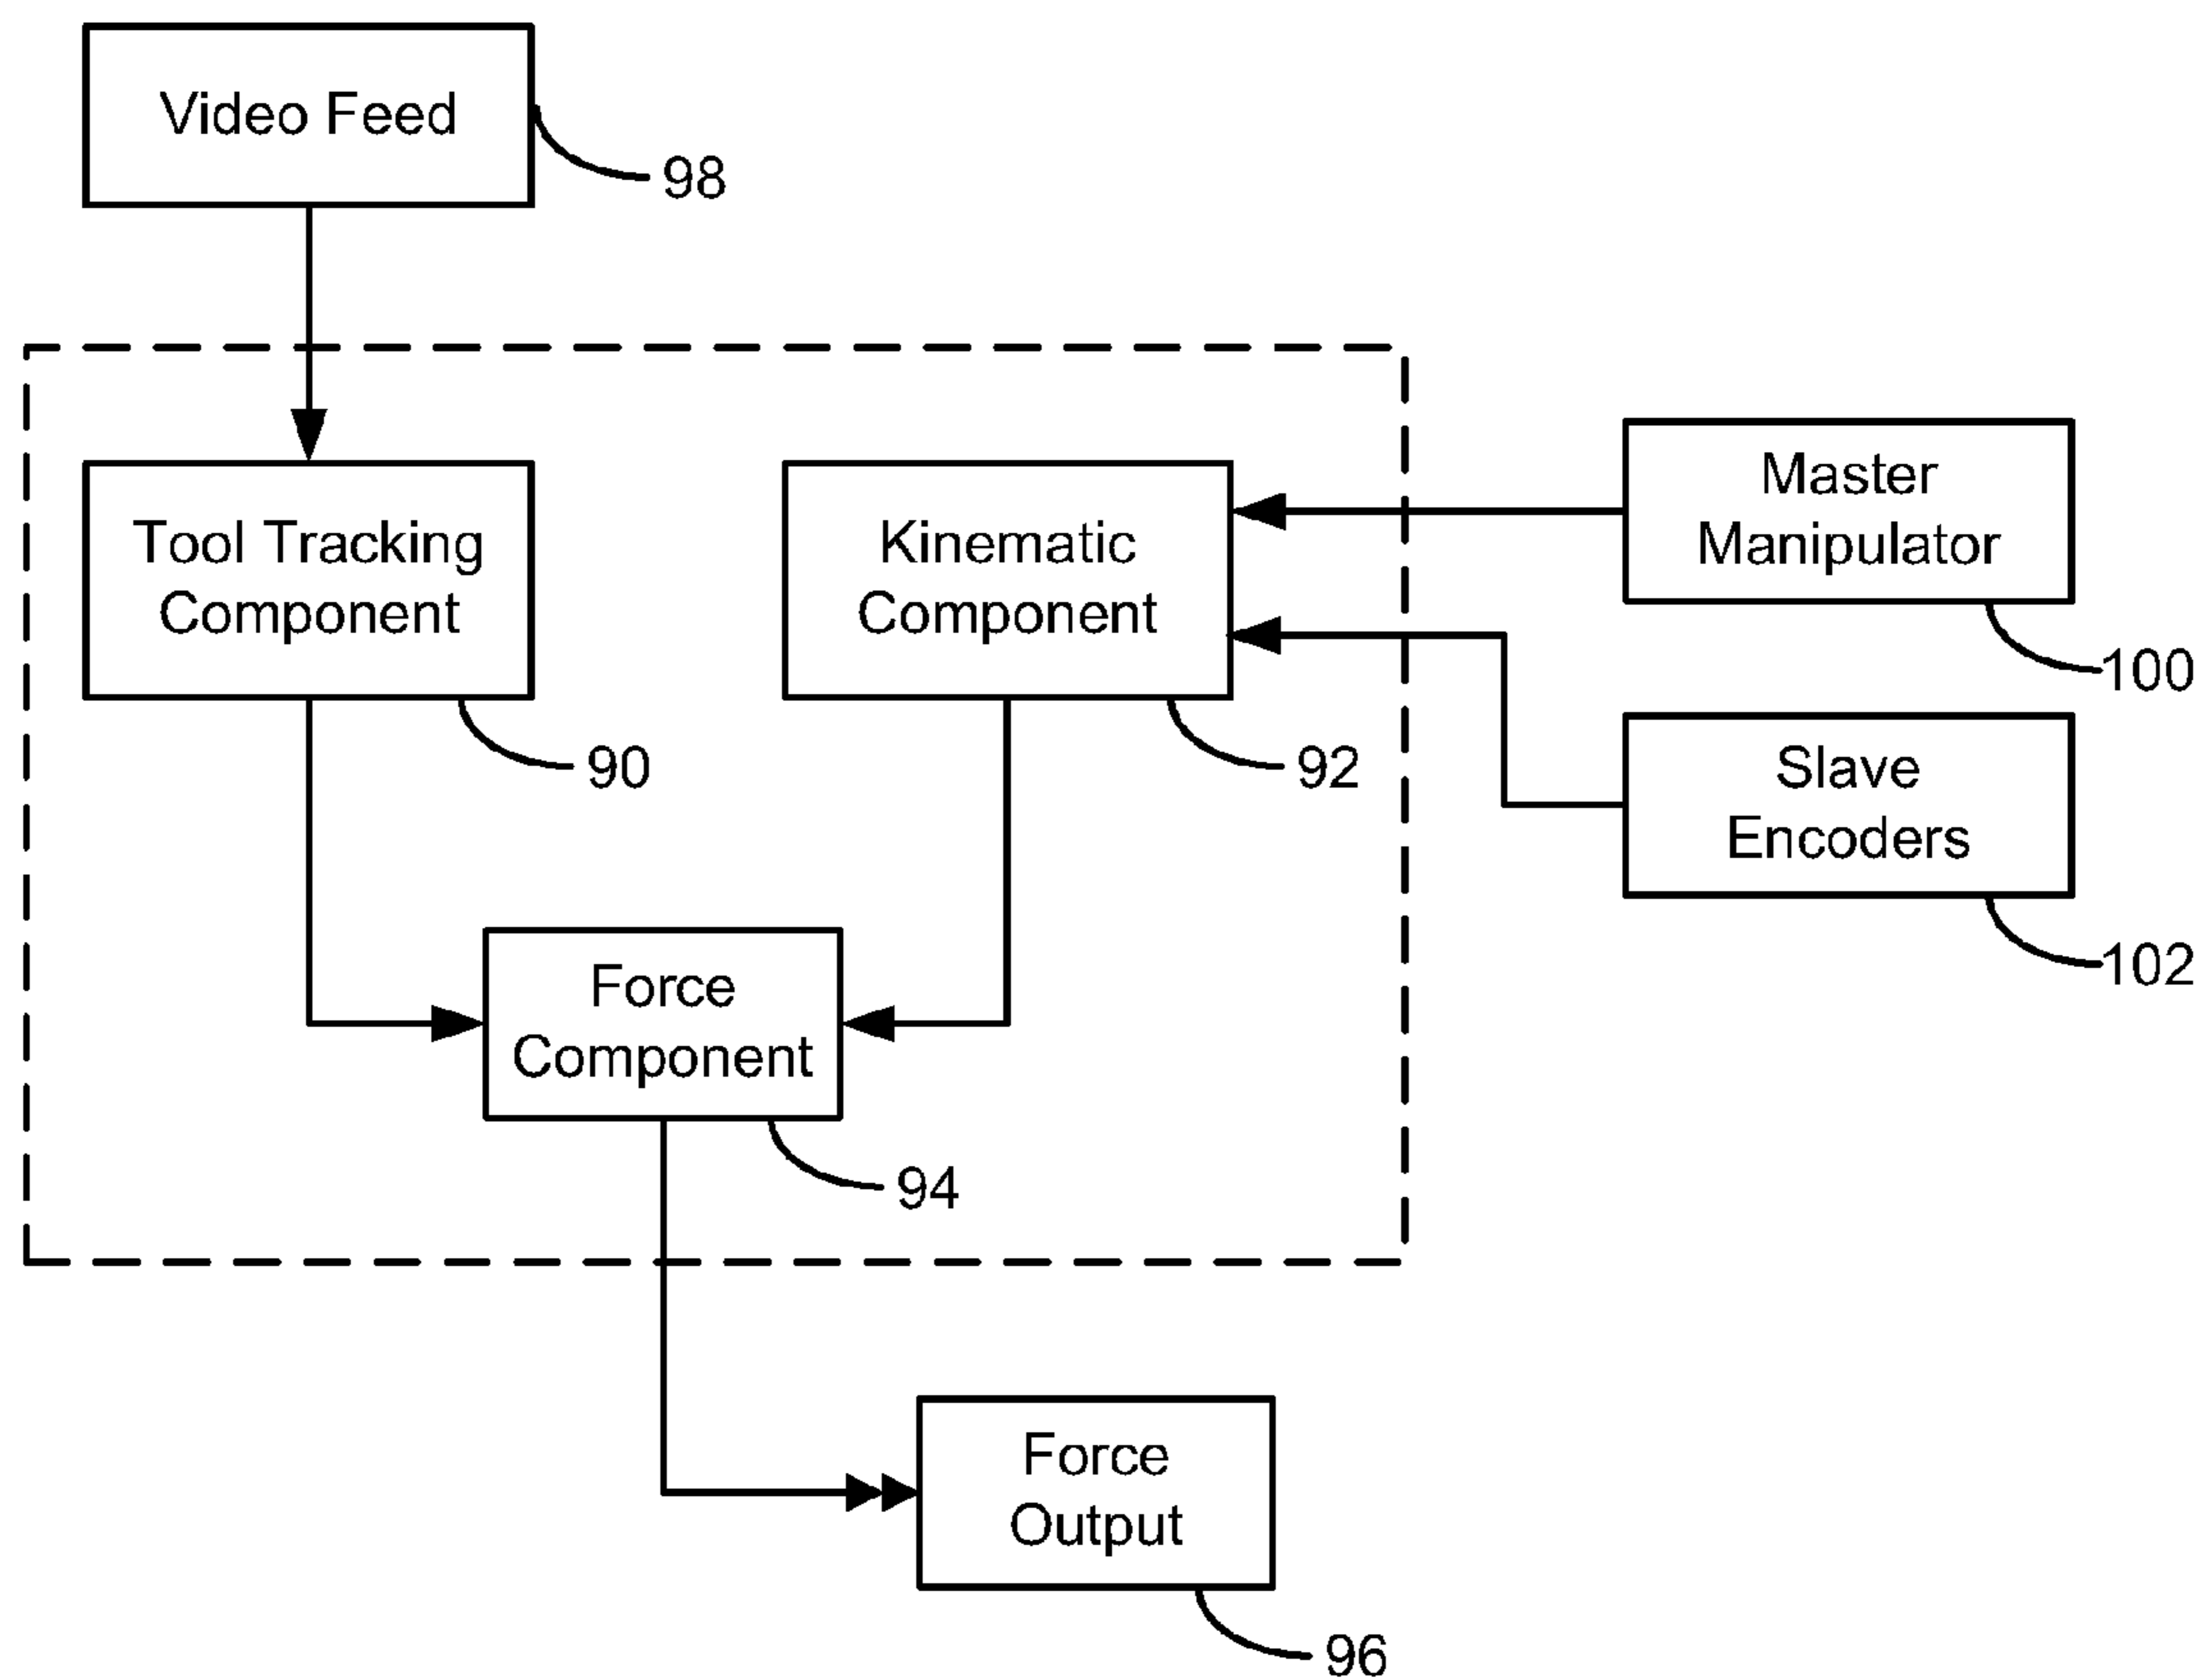 Video Feed
98
Tool Tracking
Component
90
Kinematic
Component
92
Master
Manipulator
100
Slave
Encoders
102
Force
Component
94
Force
Output
96